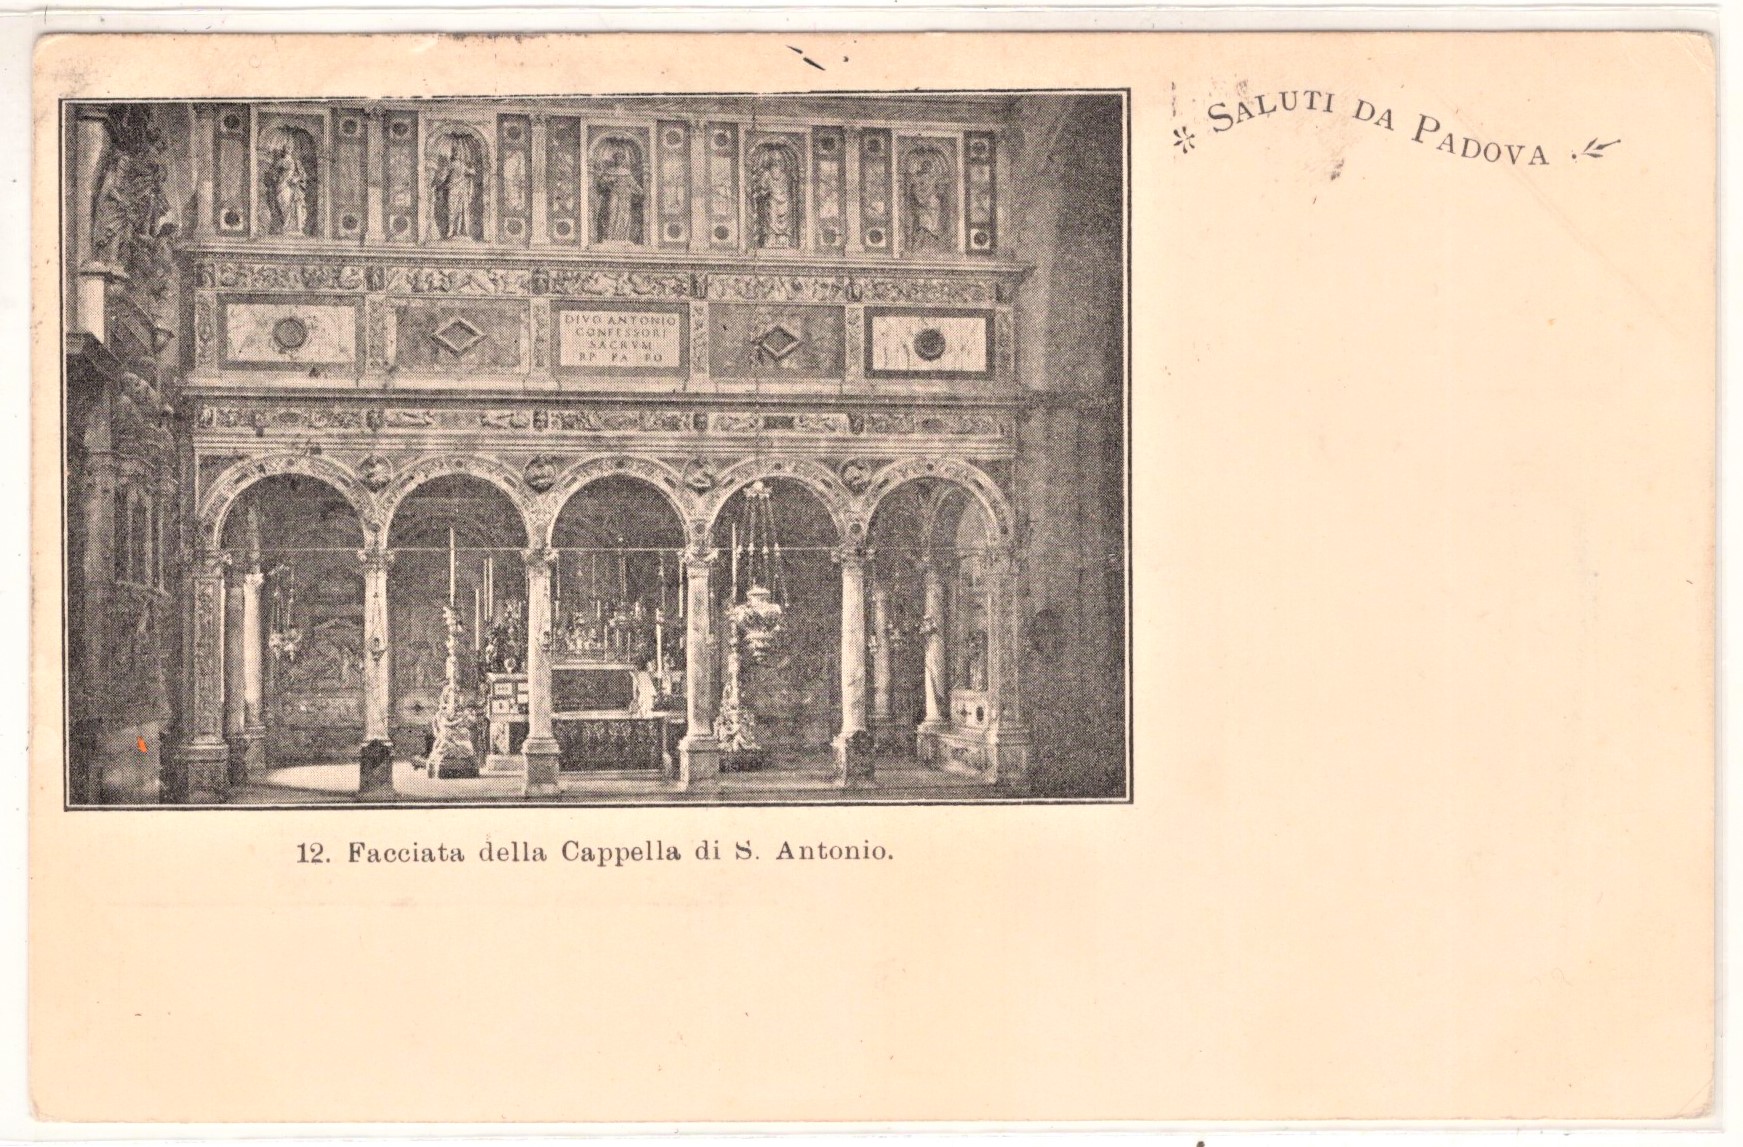 SALUTI DA PADOVA
DIVO ANTONIO
CONFESSORI
SACRVM
RP PA PO
12. Facciata della Cappella di S. Antonio.